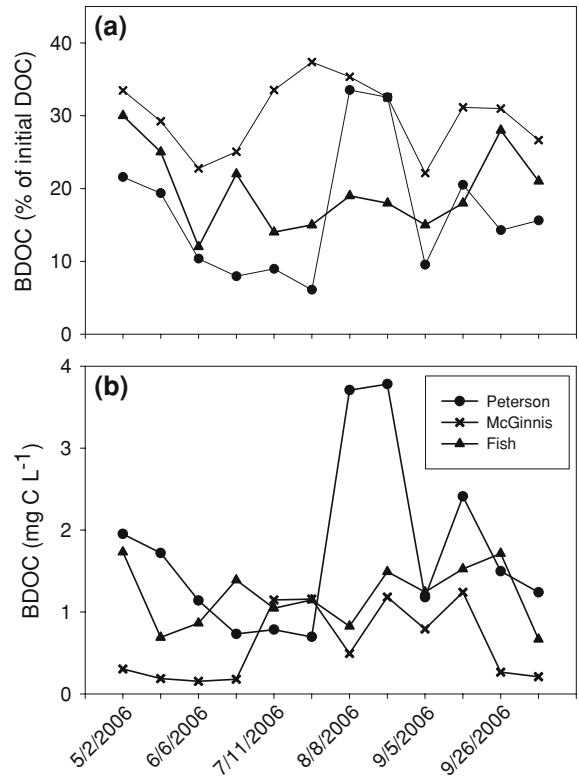 (a)
BDOC (% of initial DOC)
40
30
20
10
0
(b)
BDOC (mg C L-1)
4
3
2
1
0
Peterson
McGinnis
Fish
5/2/2006
6/6/2006
7/11/2006
8/8/2006
9/5/2006
9/26/2006